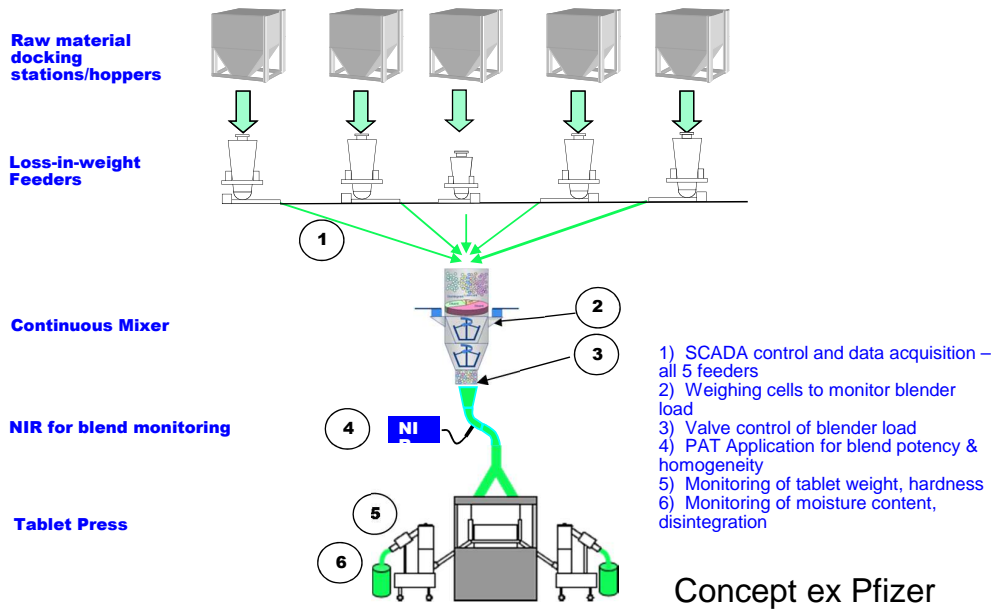 Raw material
docking
stations/hoppers
Loss-in-weight
Feeders
1
2
Continuous Mixer
3
1) SCADA control and data acquisition –
all 5 feeders
2) Weighing cells to monitor blender
load
3) Valve control of blender load
4) PAT Application for blend potency &
homogeneity
5) Monitoring of tablet weight, hardness
6) Monitoring of moisture content,
disintegration
NIR for blend monitoring
4
NI
5
Tablet Press
6
Concept ex Pfizer